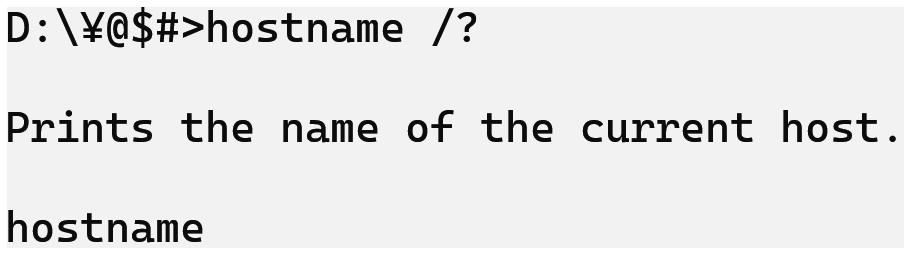 D:\¥@$#>hostname /?
Prints the name of the current host.
hostname